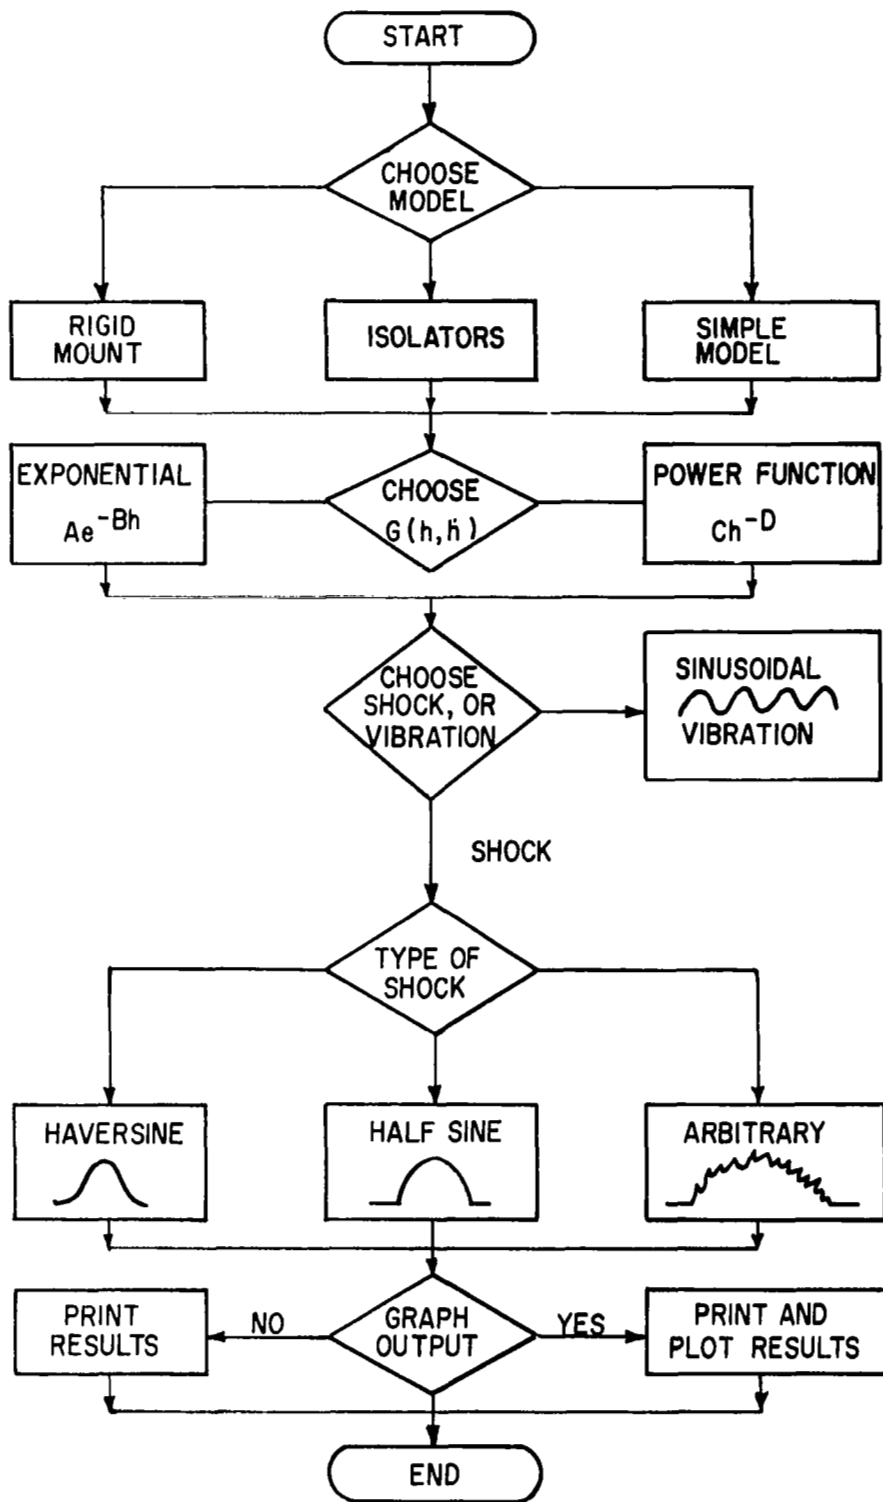 START
CHOOSE
MODEL
RIGID
MOUNT
ISOLATORS
SIMPLE
MODEL
EXPONENTIAL
Ae^-Bh
CHOOSE
G(h,ḣ)
POWER FUNCTION
Ch^-D
CHOOSE
SHOCK, OR
VIBRATION
SINUSOIDAL
VIBRATION
SHOCK
TYPE OF
SHOCK
HAVERSINE
HALF SINE
ARBITRARY
PRINT
RESULTS
NO
GRAPH
OUTPUT
YES
PRINT AND
PLOT RESULTS
END